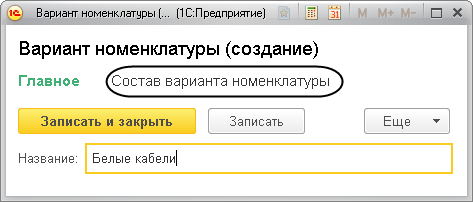 Вариант номенклатуры (... (1С:Предприятие)
M M+ M-
Вариант номенклатуры (создание)
Главное Состав варианта номенклатуры
Записать и закрыть Записать Еще
Название: Белые кабели